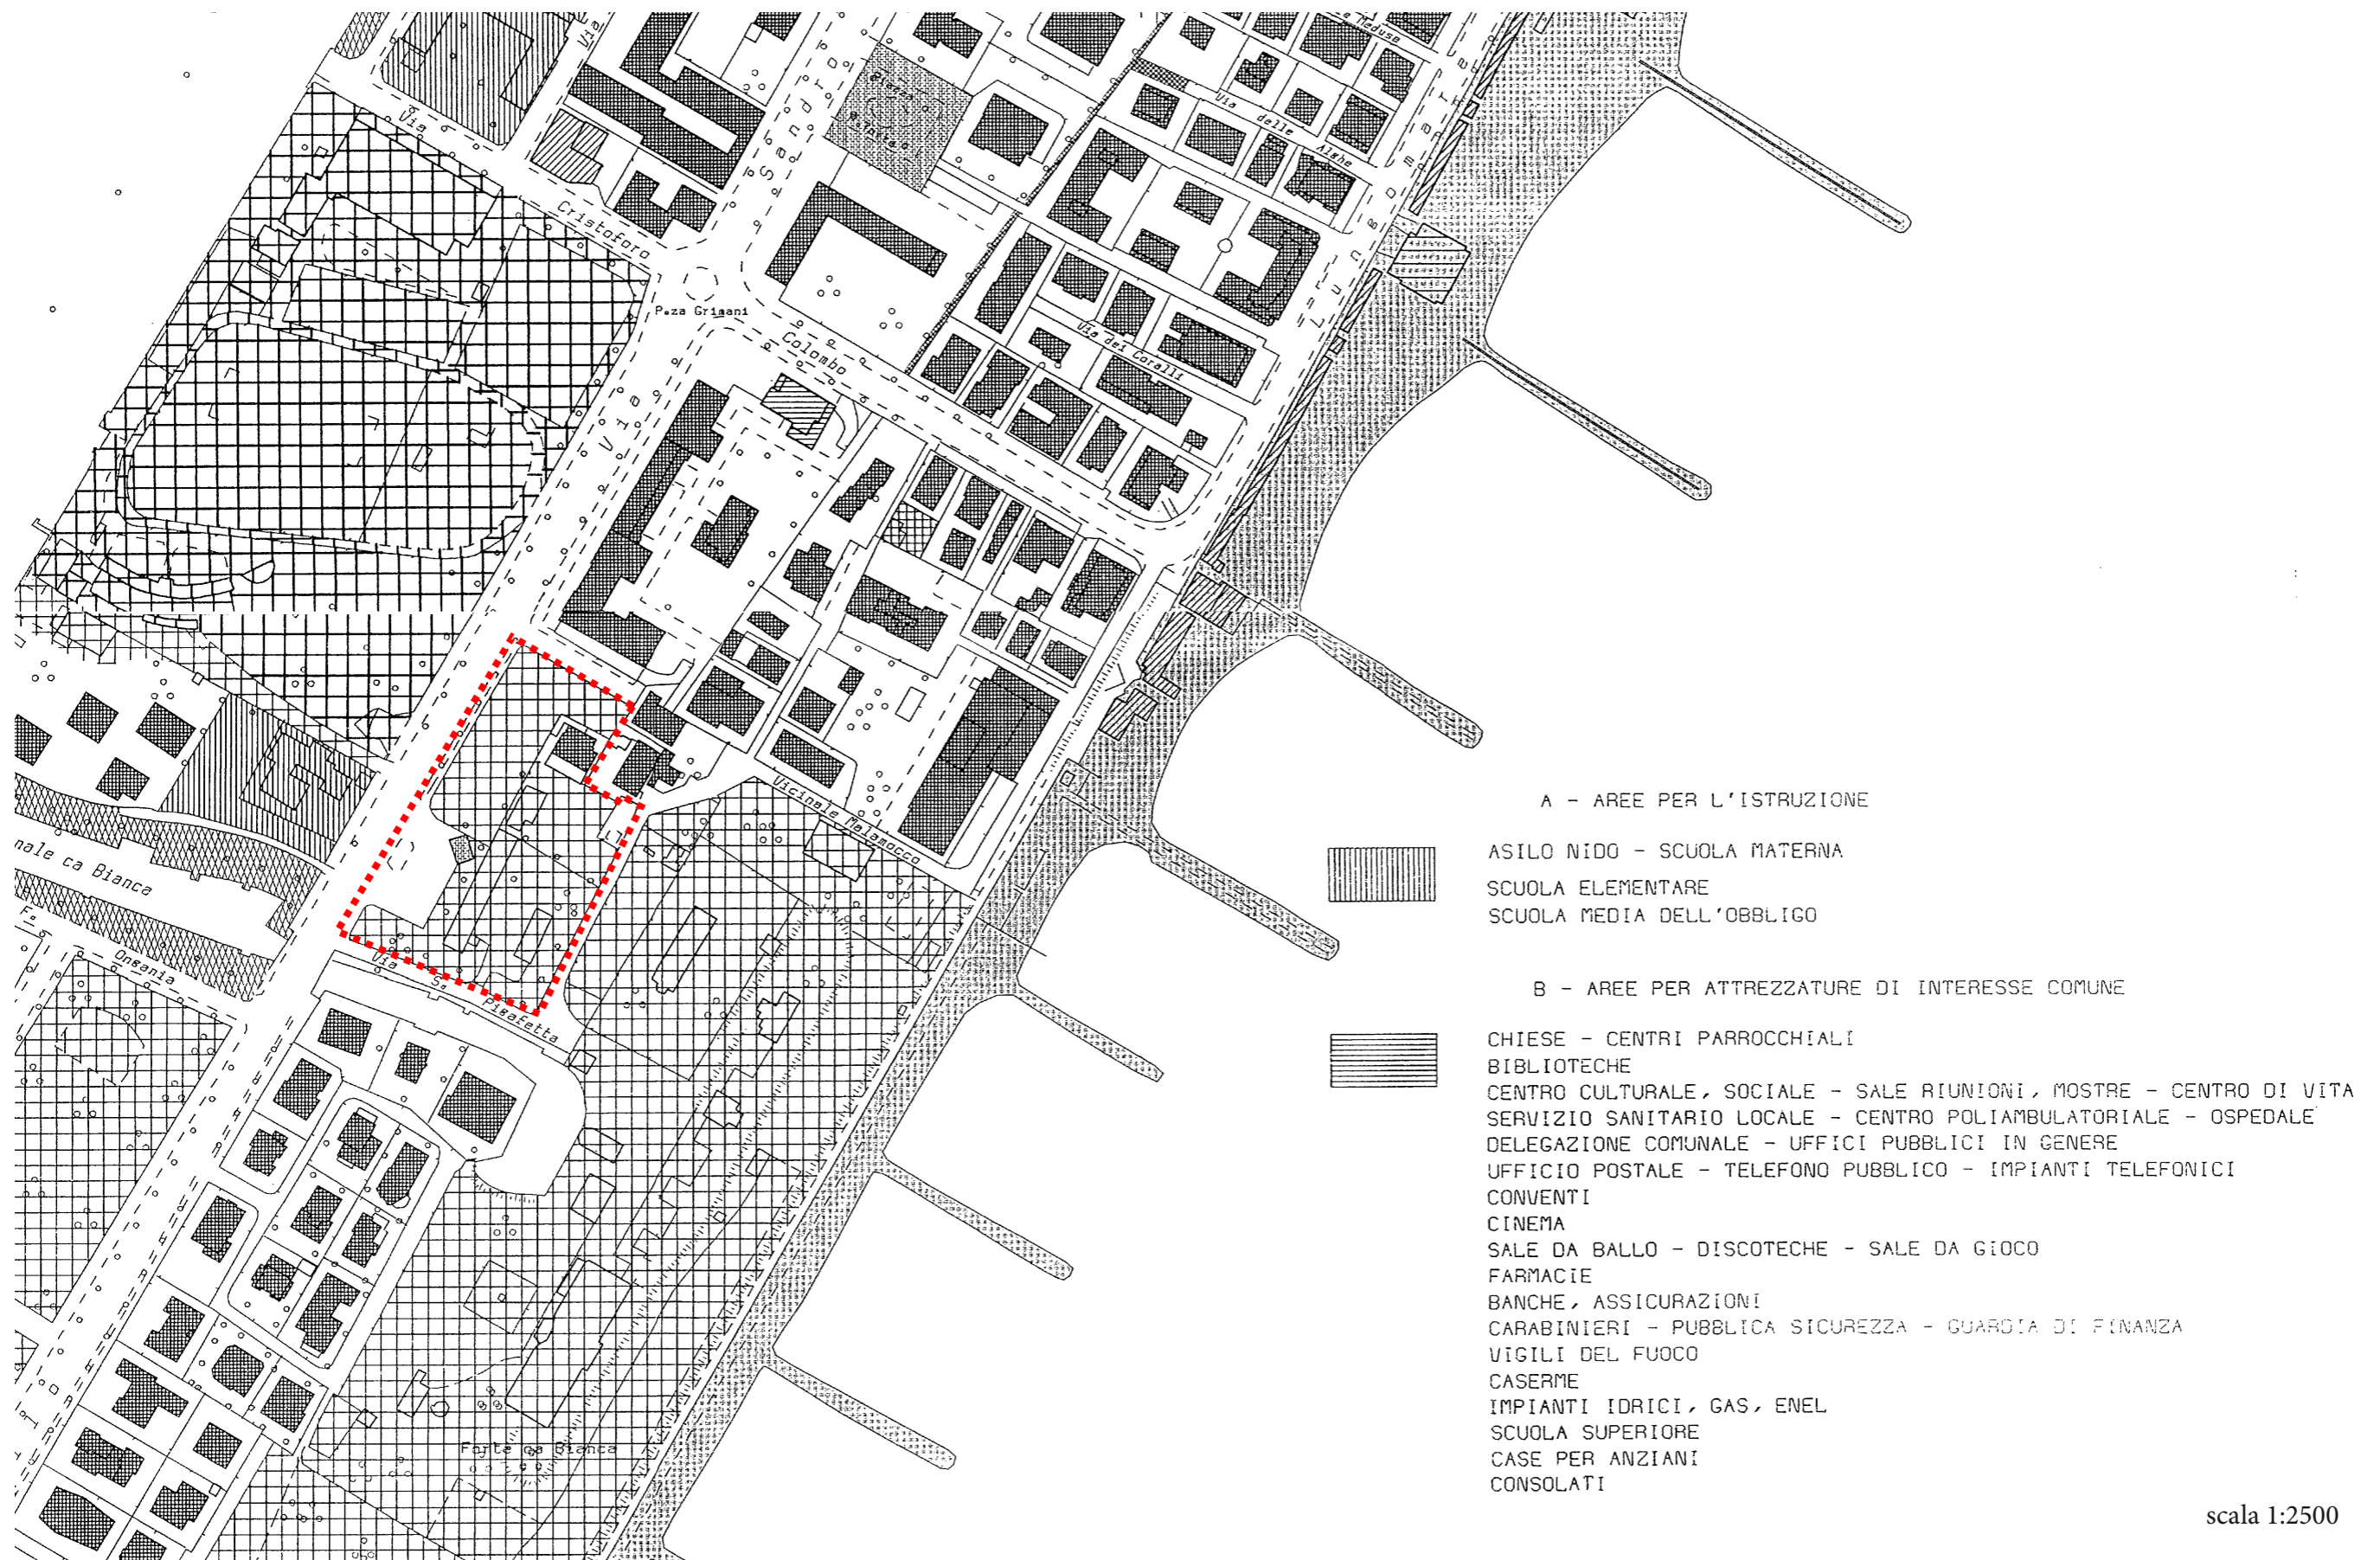 Via
Sandro
Meduse
Via
delle
Alghe
Lungomare
Via
Cristoforo
P.za Grimani
Colombo
Via dei Coralli
Via
Vicinale Malamocco
nale ca Bianca
F.
Ongania
Via
Pigafetta
Forte ca Bianca
A - AREE PER L'ISTRUZIONE
ASILO NIDO - SCUOLA MATERNA
SCUOLA ELEMENTARE
SCUOLA MEDIA DELL'OBBLIGO
B - AREE PER ATTREZZATURE DI INTERESSE COMUNE
CHIESE - CENTRI PARROCCHIALI
BIBLIOTECHE
CENTRO CULTURALE, SOCIALE - SALE RIUNIONI, MOSTRE - CENTRO DI VITA
SERVIZIO SANITARIO LOCALE - CENTRO POLIAMBULATORIALE - OSPEDALE
DELEGAZIONE COMUNALE - UFFICI PUBBLICI IN GENERE
UFFICIO POSTALE - TELEFONO PUBBLICO - IMPIANTI TELEFONICI
CONVENTI
CINEMA
SALE DA BALLO - DISCOTECHE - SALE DA GIOCO
FARMACIE
BANCHE, ASSICURAZIONI
CARABINIERI - PUBBLICA SICUREZZA - GUARDIA DI FINANZA
VIGILI DEL FUOCO
CASERME
IMPIANTI IDRICI, GAS, ENEL
SCUOLA SUPERIORE
CASE PER ANZIANI
CONSOLATI
scala 1:2500